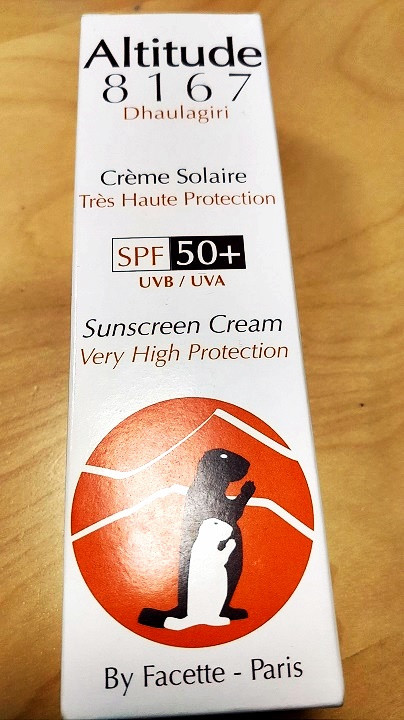 Altitude
8167
Dhaulagiri
Crème Solaire
Très Haute Protection
SPF 50+
UVB / UVA
Sunscreen Cream
Very High Protection
By Facette - Paris